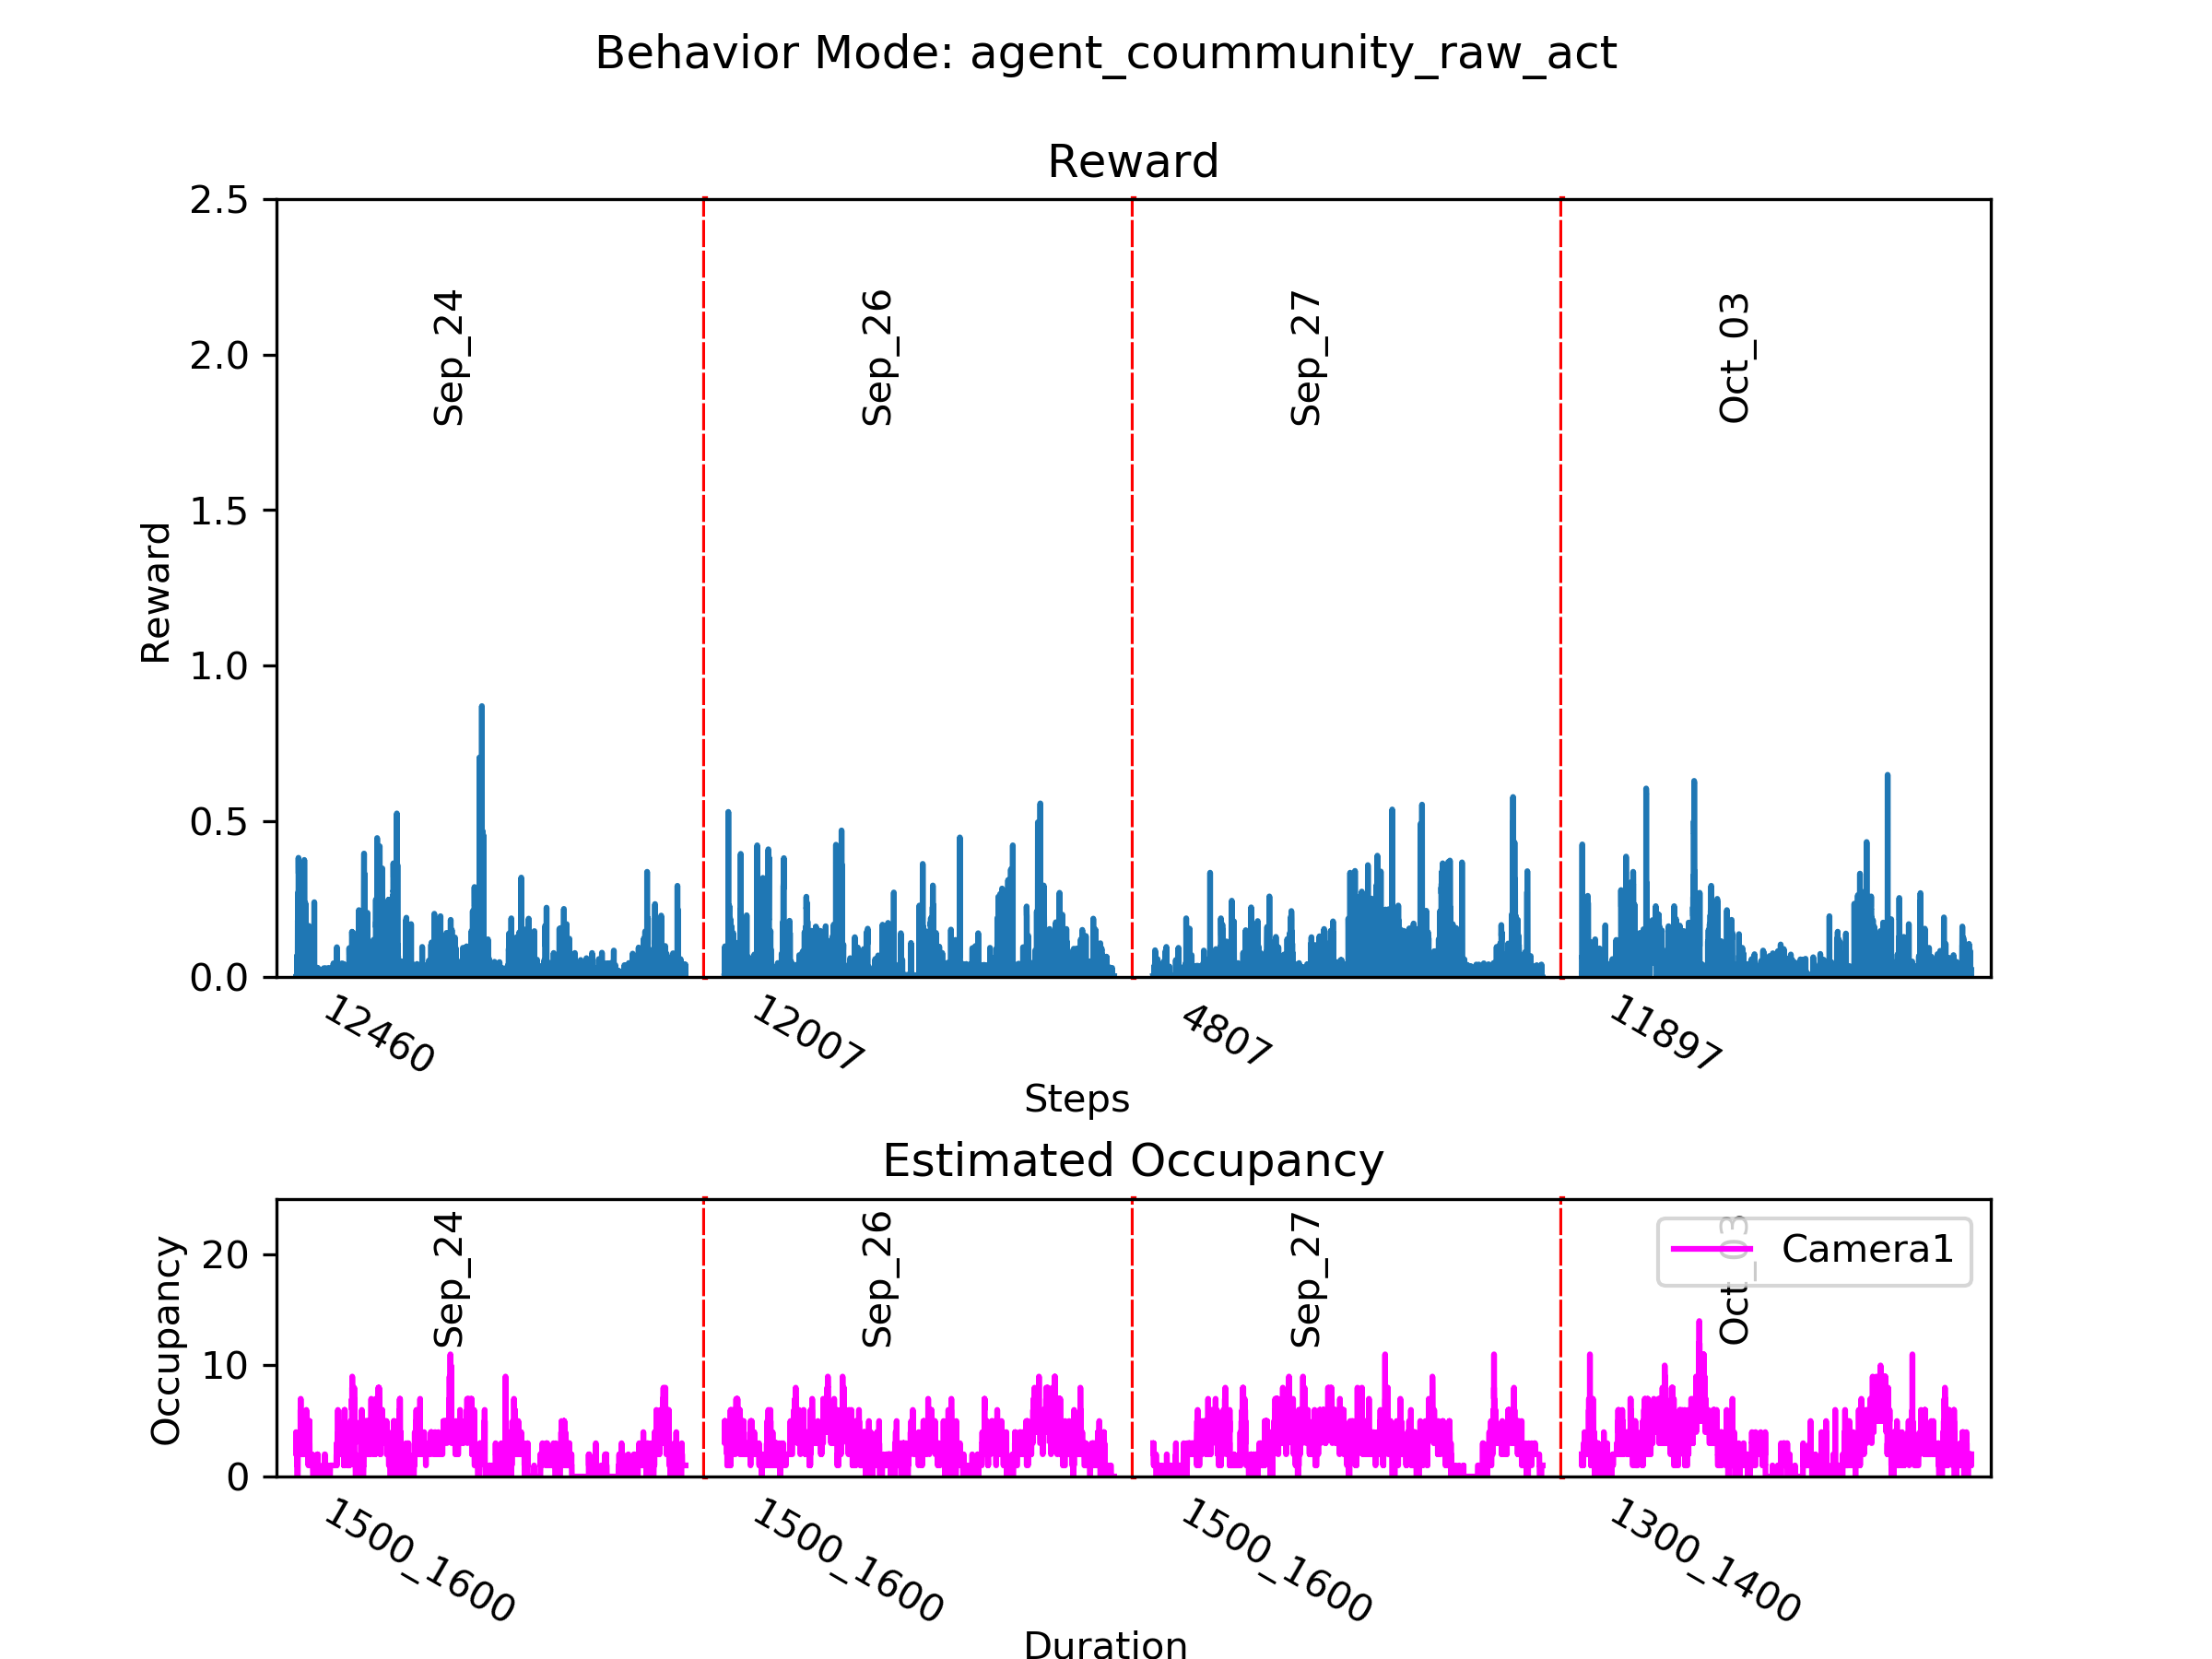 Behavior Mode: agent_coummunity_raw_act
Reward
2.5
2.0
1.5
1.0
0.5
0.0
Reward
Sep_24
Sep_26
Sep_27
Oct_03
12460
12007
4807
11897
Steps
Estimated Occupancy
20
10
0
Occupancy
Sep_24
Sep_26
Sep_27
Oct_03
Camera1
1500_1600
1500_1600
1500_1600
1300_1400
Duration